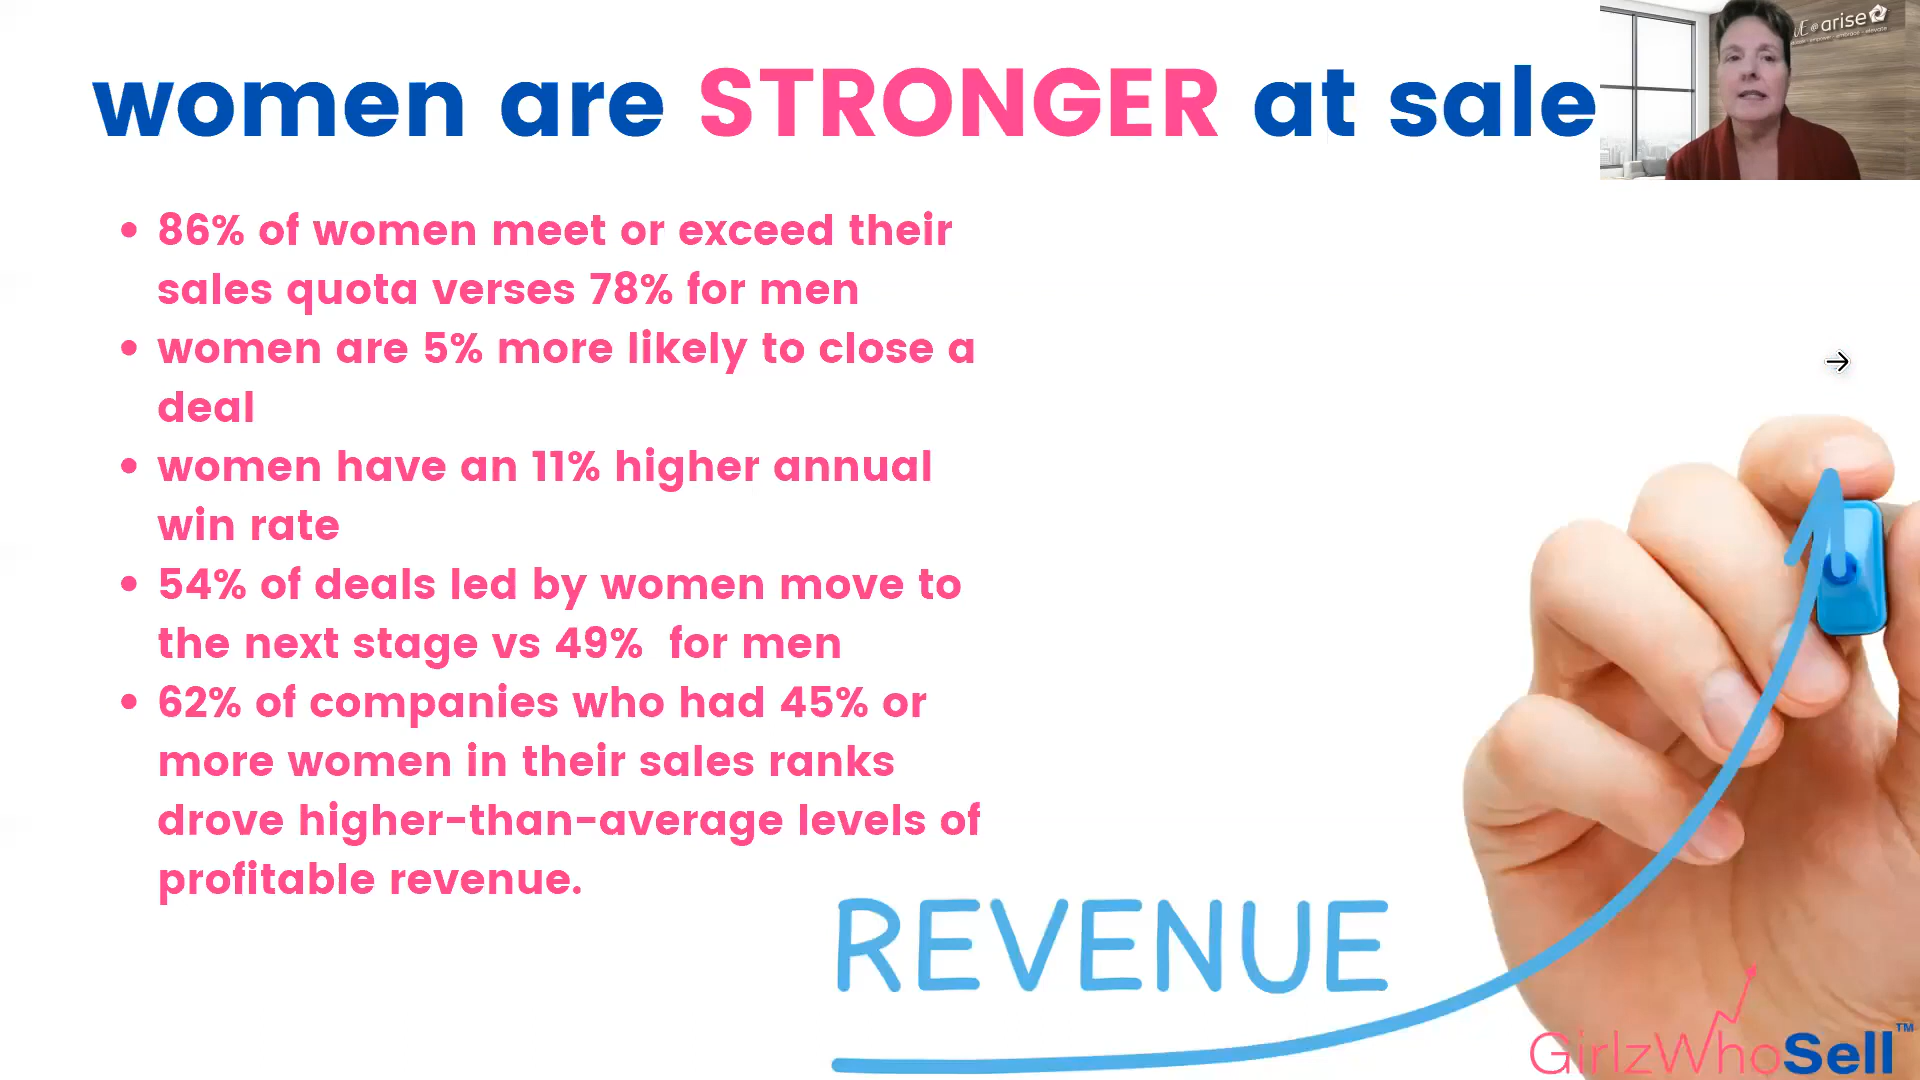 women are STRONGER at sale
arise
• 86% of women meet or exceed their
sales quota verses 78% for men
• women are 5% more likely to close a
deal
• women have an 11% higher annual
win rate
• 54% of deals led by women move to
the next stage vs 49% for men
• 62% of companies who had 45% or
more women in their sales ranks
drove higher-than-average levels of
profitable revenue.
REVENUE
GirlzWhoSell™